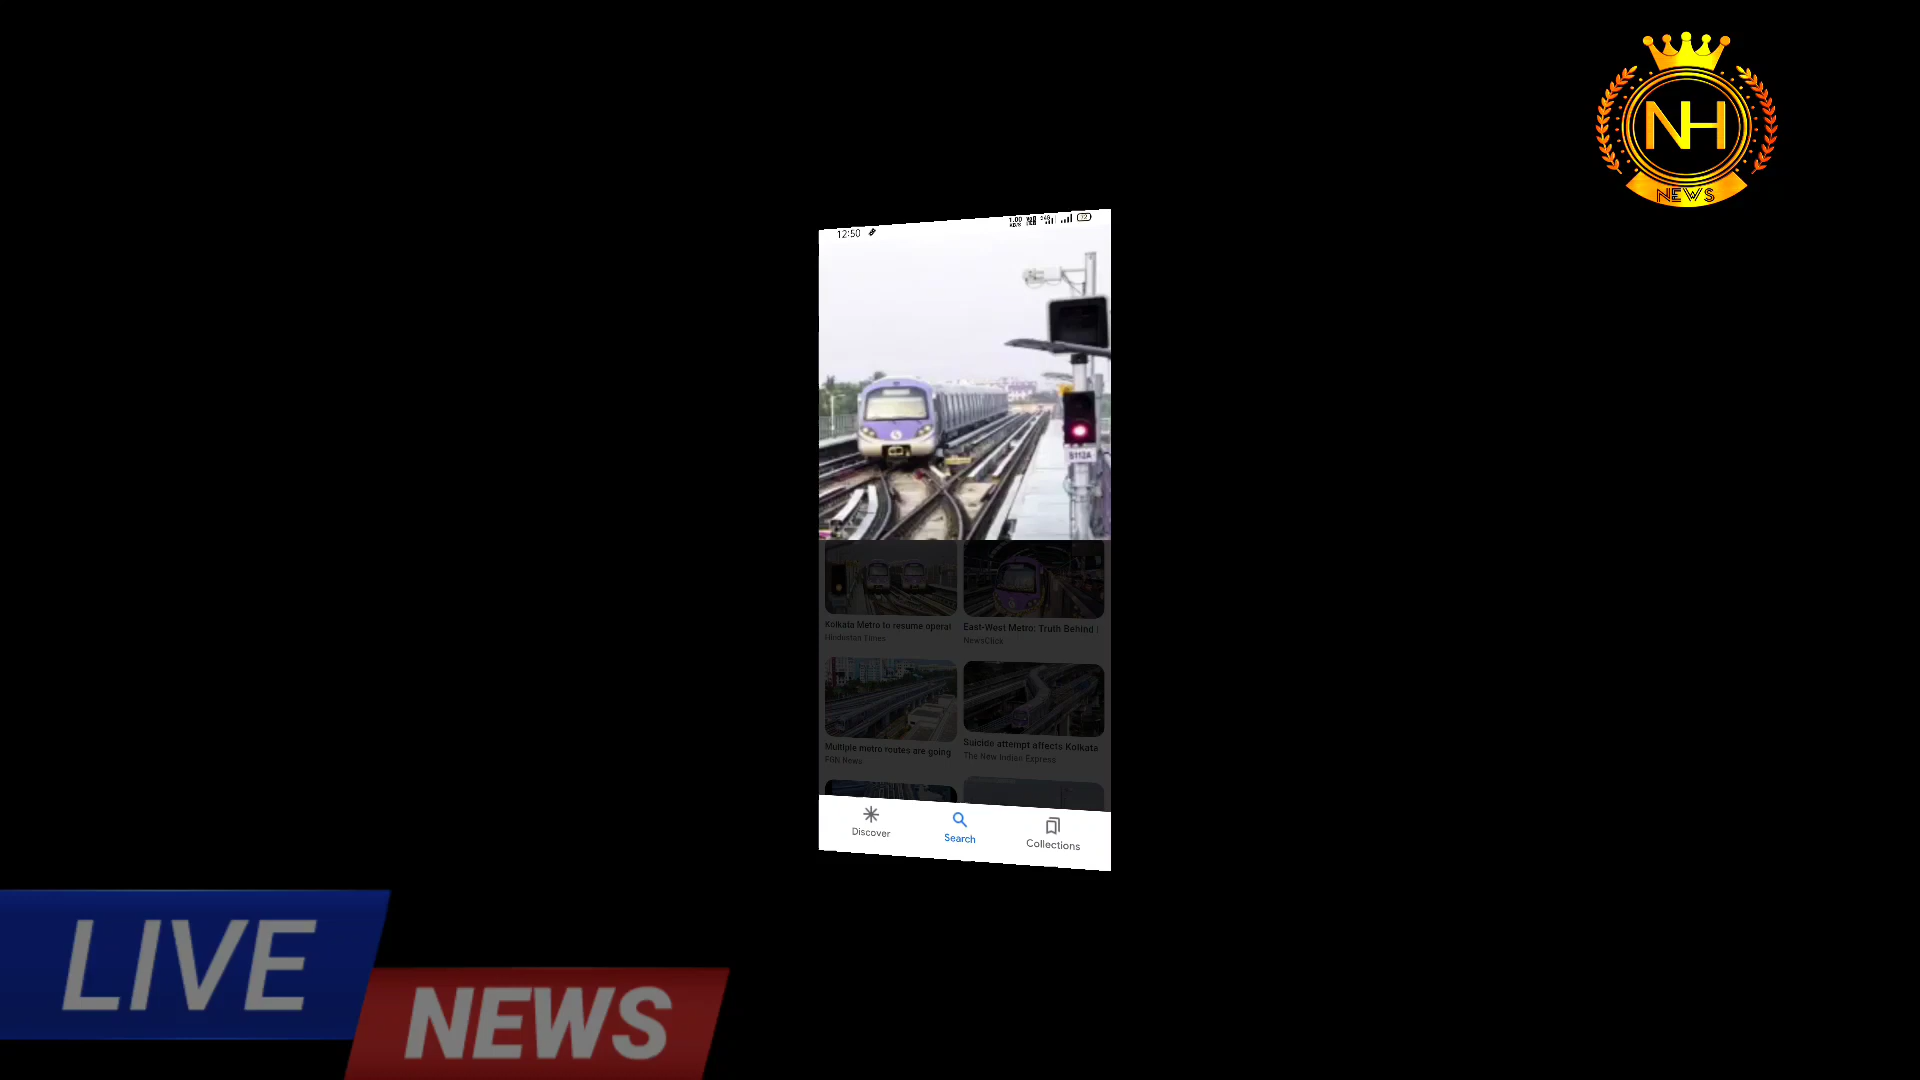 NH
NEWS
12:50
72
S112A
Kolkata Metro to resume operat
Hindustan Times
East-West Metro: Truth Behind
NewsClick
Multiple metro routes are going
Suicide attempt affects Kolkata
The New Indian Express
Discover
Search
Collections
LIVE
NEWS